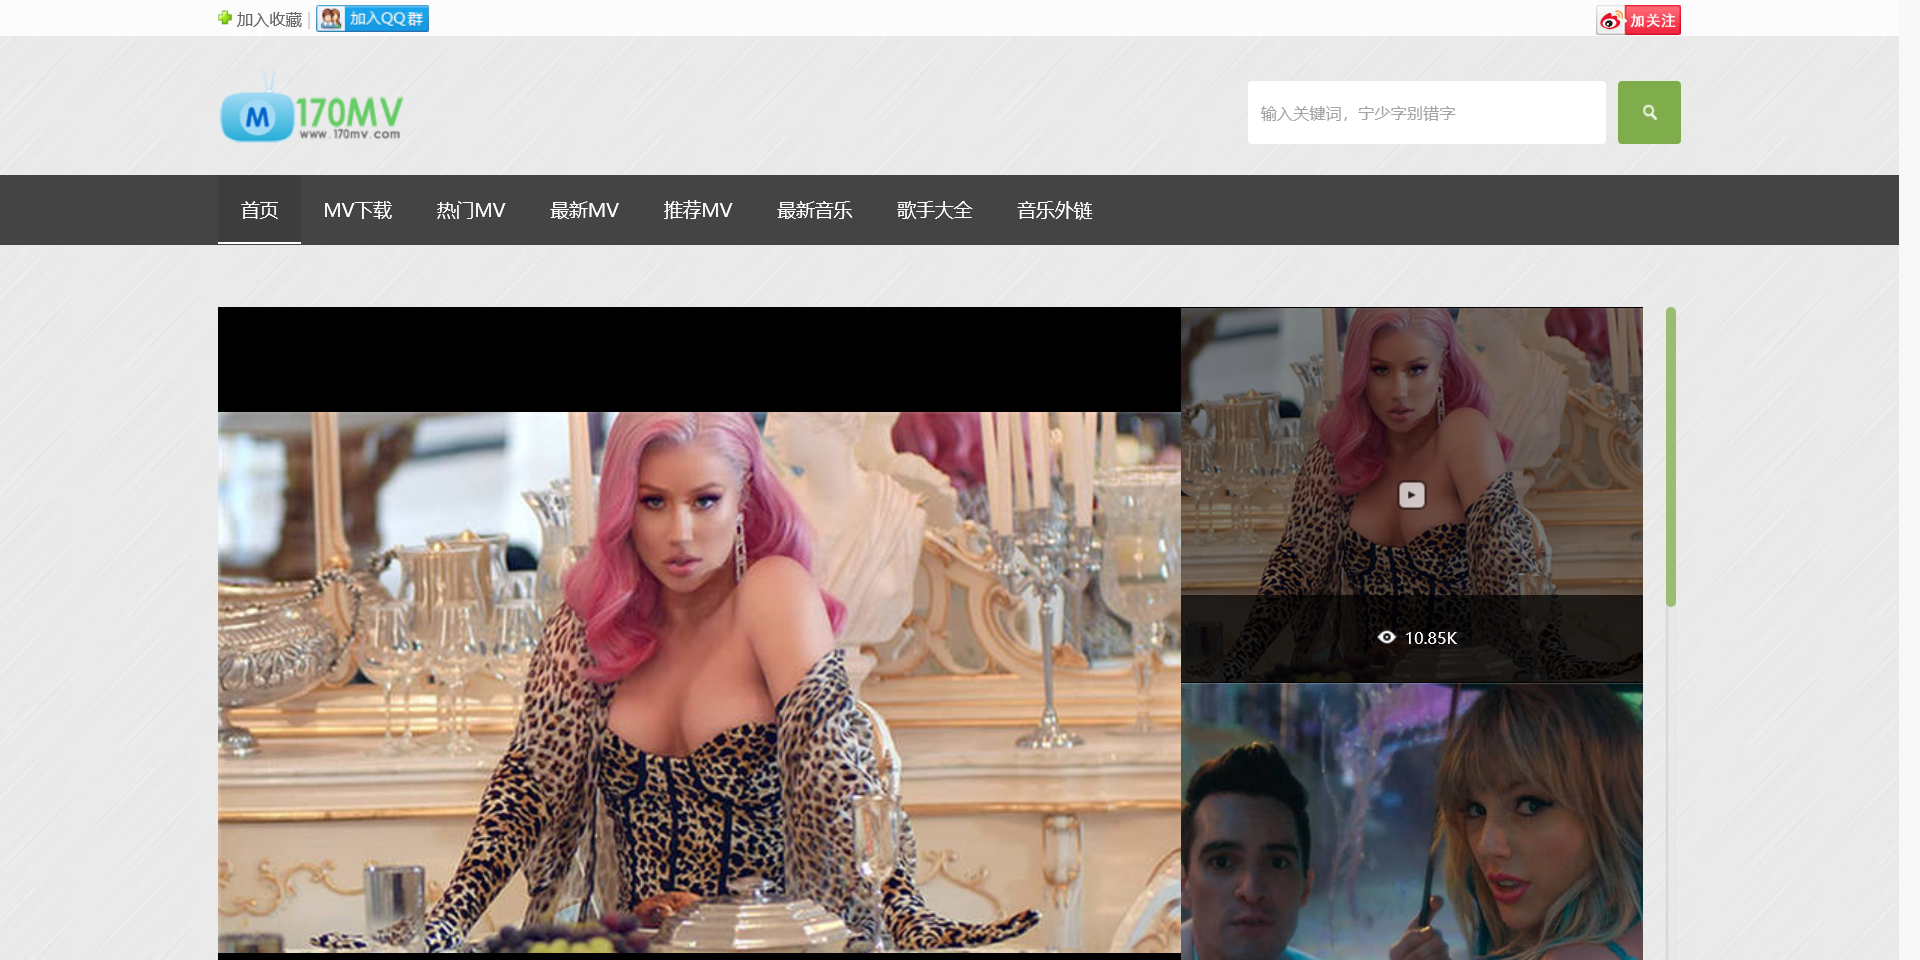 加入收藏 | 加入QQ群
加关注
M 170MV
www.170mv.com
输入关键词，宁少字别错字
首页 MV下载 热门MV 最新MV 推荐MV 最新音乐 歌手大全 音乐外链
10.85K